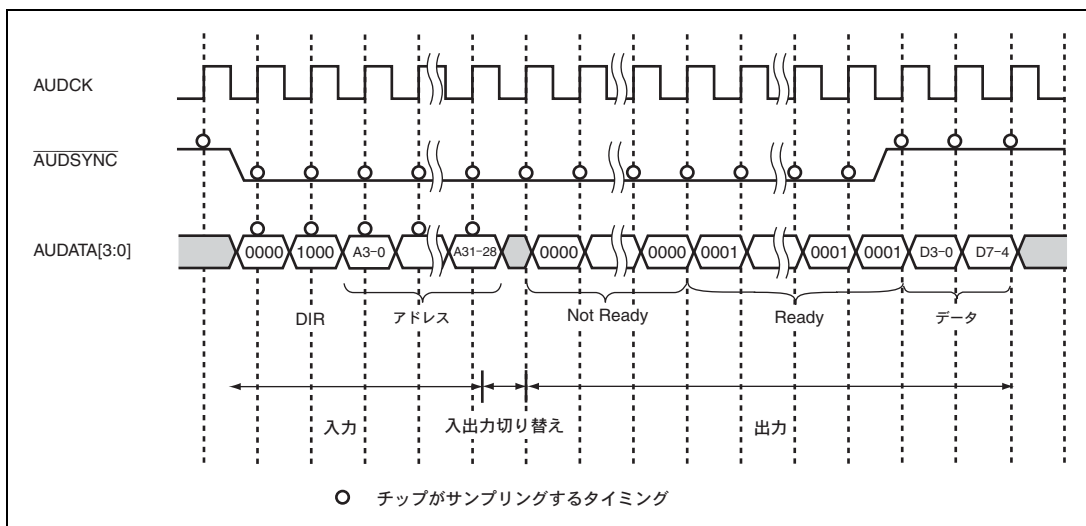 AUDCK
AUDSYNC
AUDATA[3:0]
0000 1000 A3-0 A31-28 0000 0000 0001 0001 0001 D3-0 D7-4
DIR アドレス Not Ready Ready データ
入力 入出力切り替え 出力
チップがサンプリングするタイミング